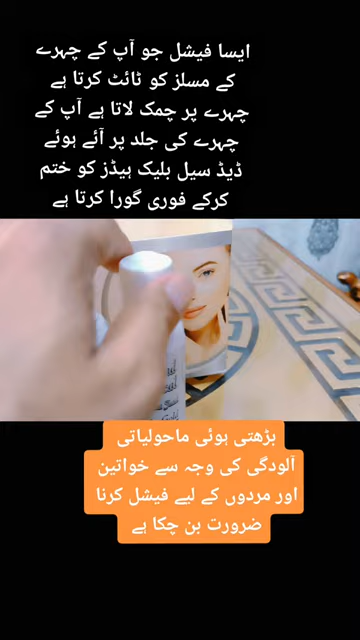 ایسا فیشل جو آپ کے چہرے
کے مسلز کو ٹائٹ کرتا ہے
چہرے پر چمک لاتا ہے آپ کے
چہرے کی جلد پر آئے ہوئے
ڈیڈ سیل بلیک ہیڈز کو ختم
کرکے فوری گورا کرتا ہے
بڑھتی ہوئی ماحولیاتی
آلودگی کی وجہ سے خواتین
اور مردوں کے لیے فیشل کرنا
ضرورت بن چکا ہے